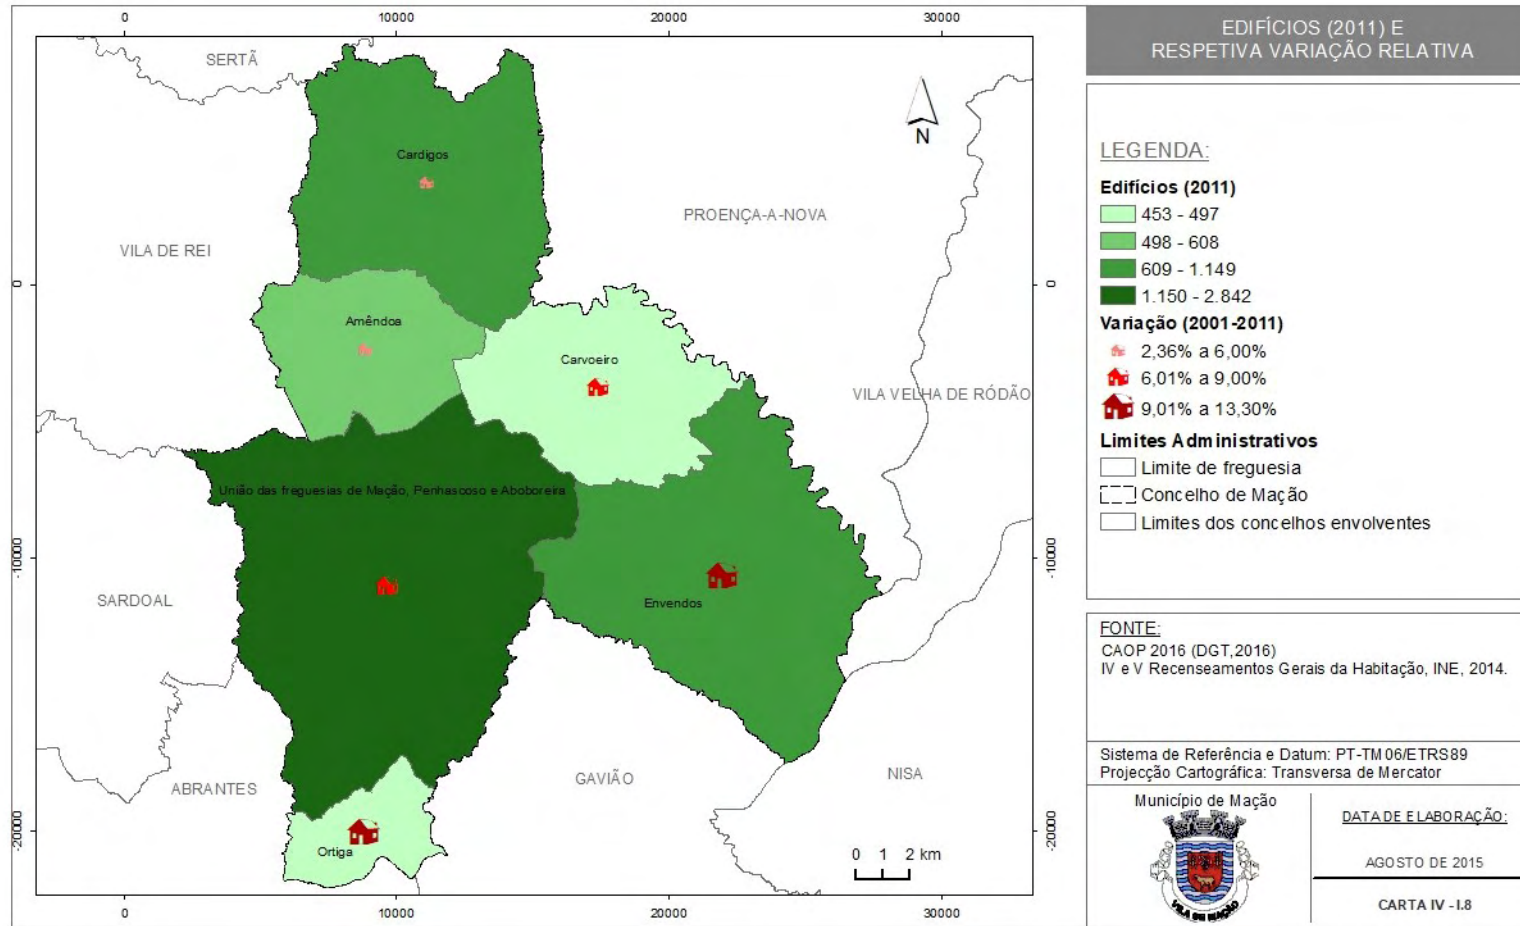 0
10000
20000
30000
EDIFÍCIOS (2011) E
RESPETIVA VARIAÇÃO RELATIVA
SERTÃ
N
Cardigos
LEGENDA:
Edifícios (2011)
453 - 497
498 - 608
609 - 1.149
1.150 - 2.842
Variação (2001-2011)
2,36% a 6,00%
6,01% a 9,00%
9,01% a 13,30%
Limites Administrativos
Limite de freguesia
Concelho de Mação
Limites dos concelhos envolventes
PROENÇA-A-NOVA
VILA DE REI
0
0
Amêndoa
Carvoeiro
VILA VELHA DE RÓDÃO
União das freguesias de Mação, Penhascoso e Aboboreira
-10000
-10000
SARDOAL
Envendos
FONTE:
CAOP 2016 (DGT,2016)
IV e V Recenseamentos Gerais da Habitação, INE, 2014.
Sistema de Referência e Datum: PT-TM06/ETRS89
Projecção Cartográfica: Transversa de Mercator
ABRANTES
GAVIÃO
NISA
-20000
-20000
Ortiga
0 1 2 km
Município de Mação
VILA DE MAÇÃO
DATA DE ELABORAÇÃO:
AGOSTO DE 2015
CARTA IV - I.8
0
10000
20000
30000